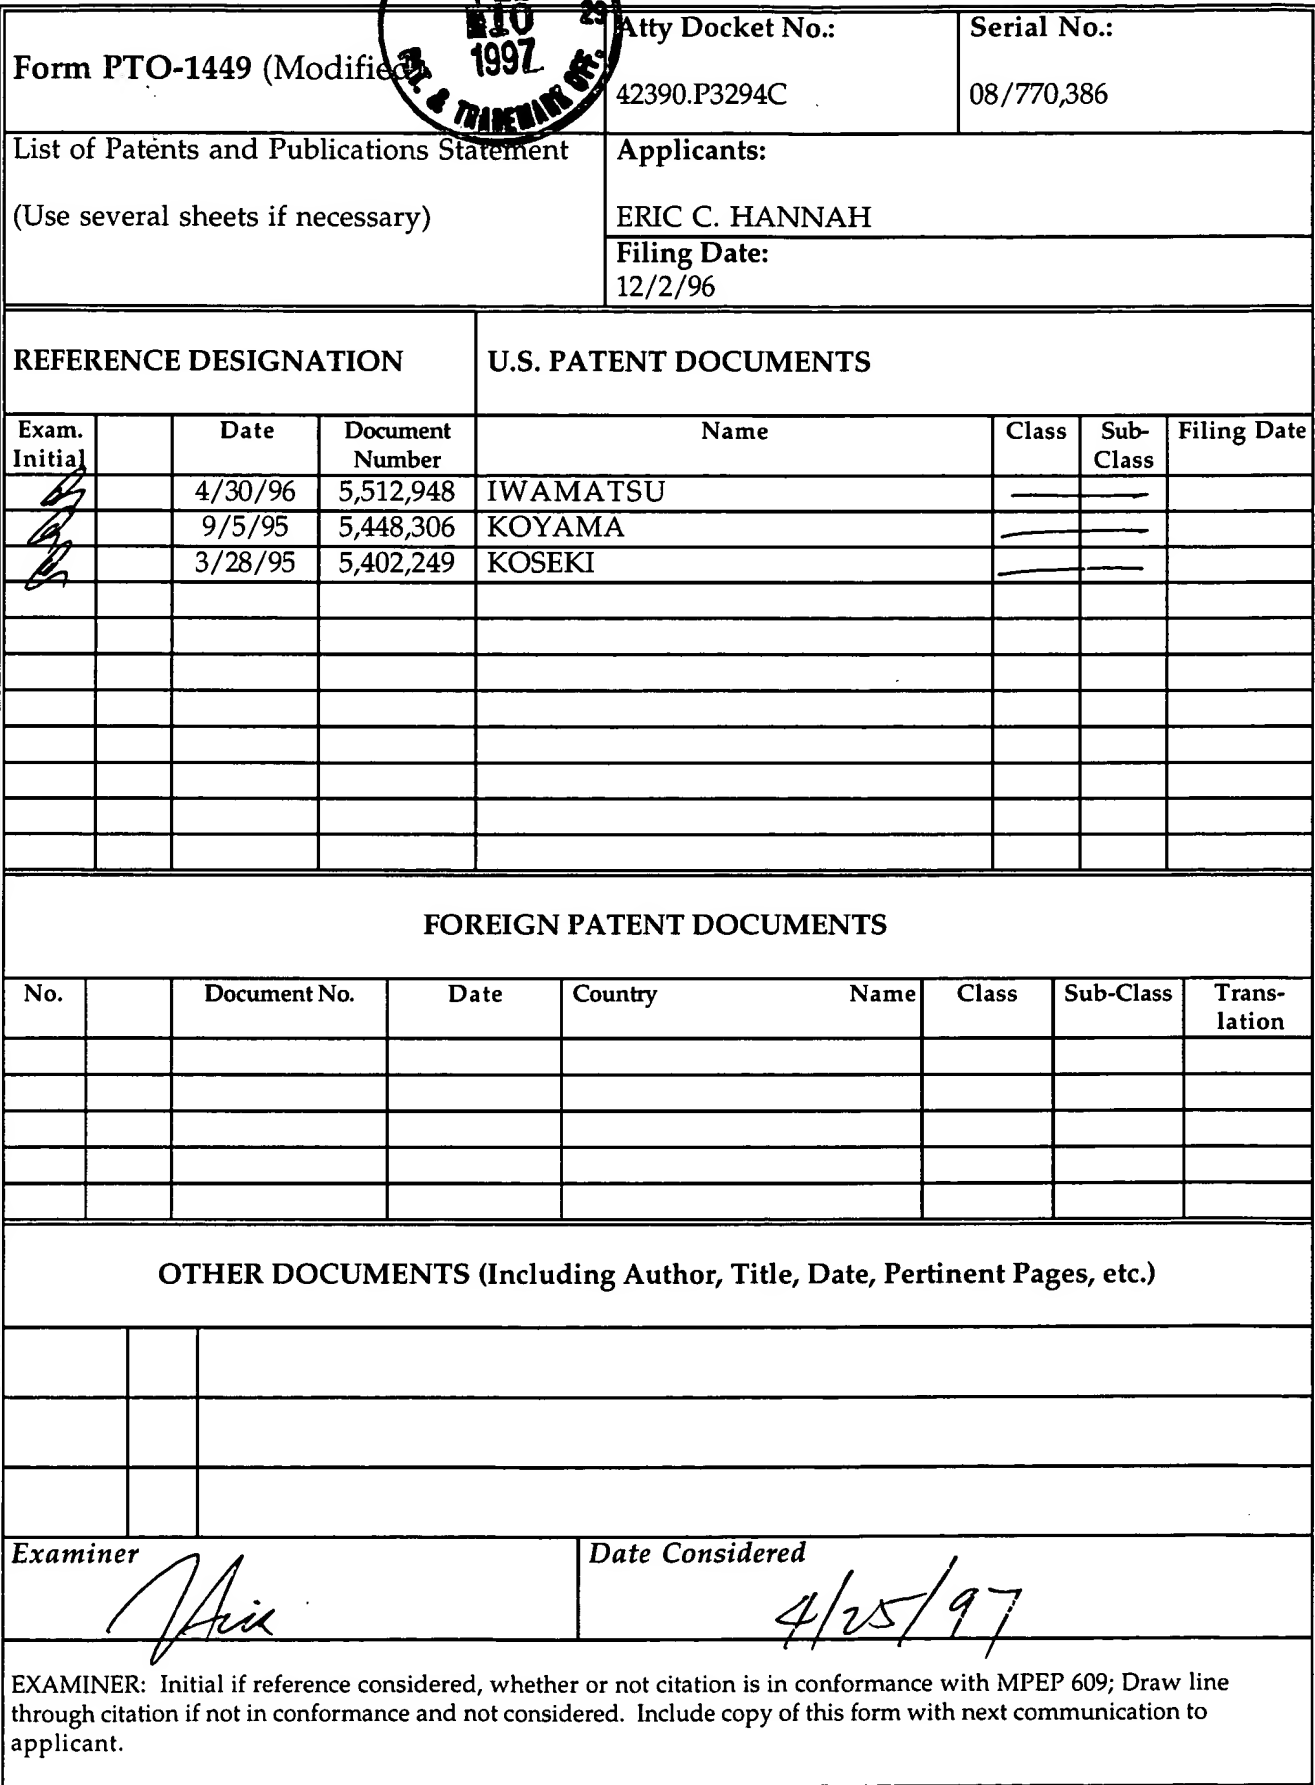 10 29
1997
& TRADEMARK OFF.
Form PTO-1449 (Modified
Atty Docket No.:
42390.P3294C
Serial No.:
08/770,386
List of Patents and Publications Statement
(Use several sheets if necessary)
Applicants:
ERIC C. HANNAH
Filing Date:
12/2/96
REFERENCE DESIGNATION U.S. PATENT DOCUMENTS
Exam. Date Document Name Class Sub- Filing Date
Initial Number Class
4/30/96 5,512,948 IWAMATSU
9/5/95 5,448,306 KOYAMA
3/28/95 5,402,249 KOSEKI
FOREIGN PATENT DOCUMENTS
No. Document No. Date Country Name Class Sub-Class Trans-
lation
OTHER DOCUMENTS (Including Author, Title, Date, Pertinent Pages, etc.)
Examiner Date Considered
4/25/97
EXAMINER: Initial if reference considered, whether or not citation is in conformance with MPEP 609; Draw line
through citation if not in conformance and not considered. Include copy of this form with next communication to
applicant.